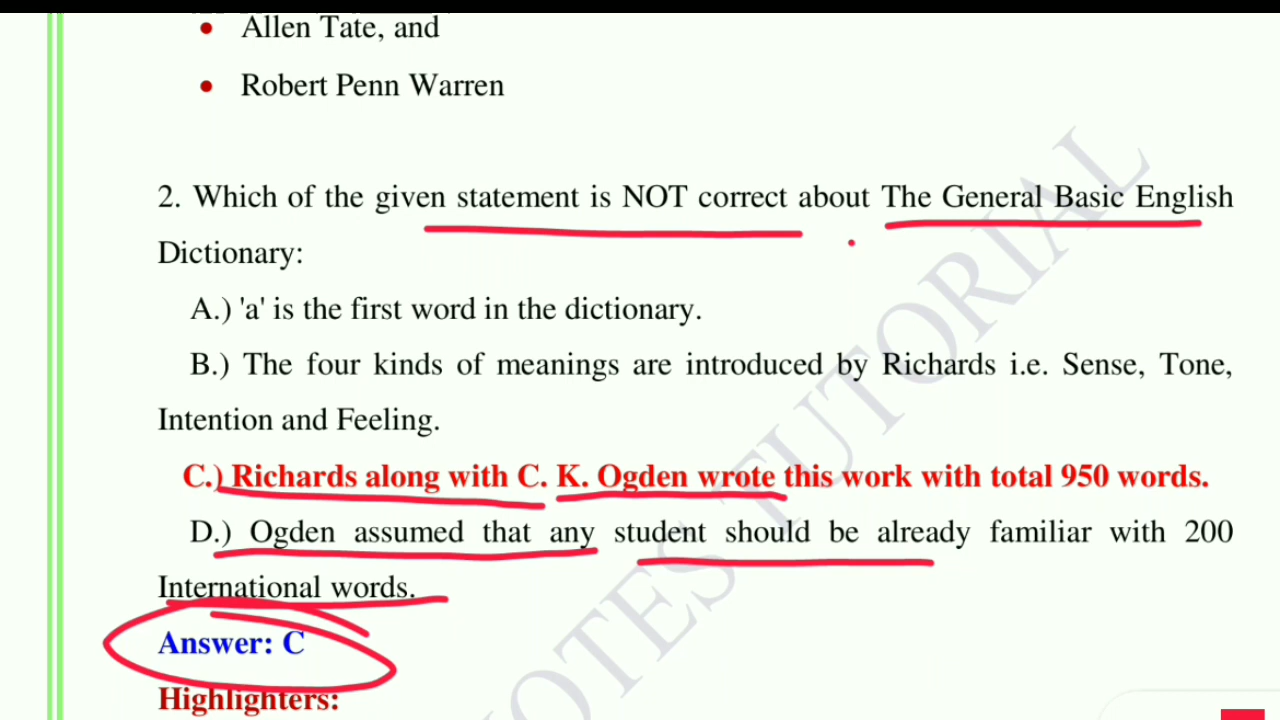 • Allen Tate, and
• Robert Penn Warren
2. Which of the given statement is NOT correct about The General Basic English
Dictionary:
A.) 'a' is the first word in the dictionary.
B.) The four kinds of meanings are introduced by Richards i.e. Sense, Tone,
Intention and Feeling.
C.) Richards along with C. K. Ogden wrote this work with total 950 words.
D.) Ogden assumed that any student should be already familiar with 200
International words.
Answer: C
Highlighters:
NOTES TUTORIAL